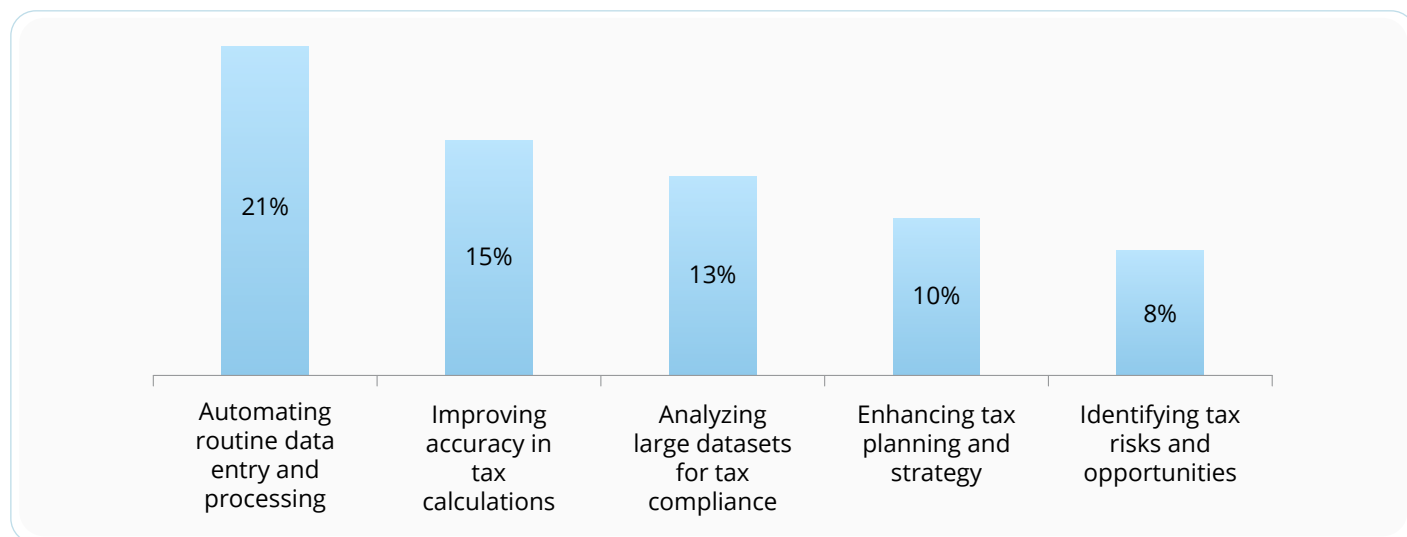 21%
15%
13%
10%
8%
Automating
routine data
entry and
processing
Improving
accuracy in
tax
calculations
Analyzing
large datasets
for tax
compliance
Enhancing tax
planning and
strategy
Identifying tax
risks and
opportunities